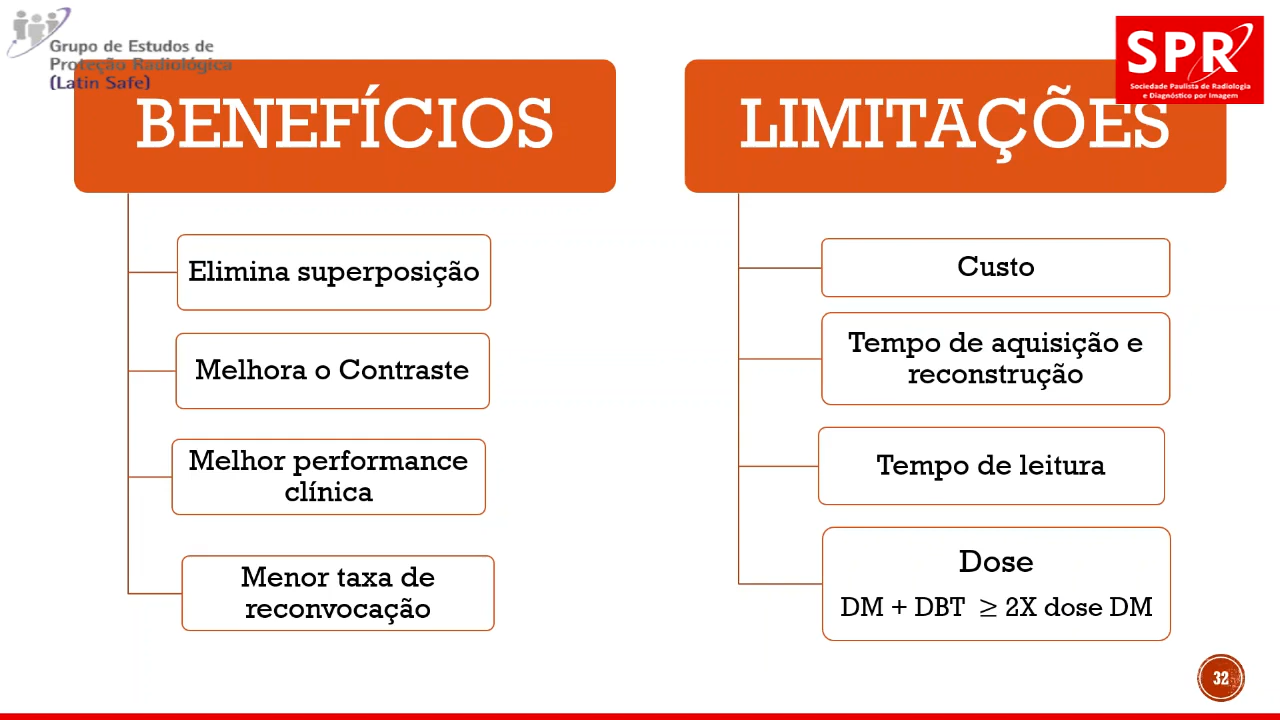 Grupo de Estudos de
Proteção Radiológica
(Latin Safe)
SPR
Sociedade Paulista de Radiologia
e Diagnóstico por Imagem
BENEFÍCIOS
Elimina superposição
Melhora o Contraste
Melhor performance
clínica
Menor taxa de
reconvocação
LIMITAÇÕES
Custo
Tempo de aquisição e
reconstrução
Tempo de leitura
Dose
DM + DBT ≥ 2X dose DM
32